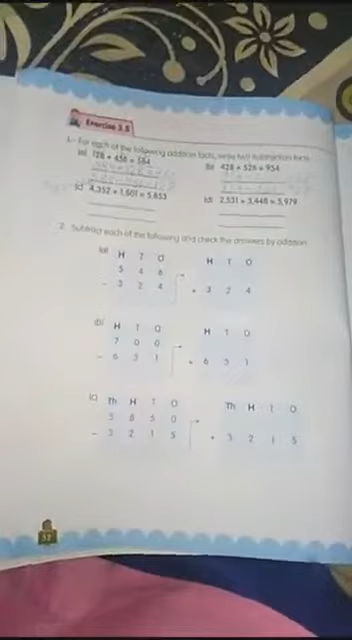 Exercise 3.5
1. For each of the following addition facts, write two subtraction facts.
(a) 128 + 456 = 584 (b) 428 + 526 = 954
(c) 4,352 + 1,501 = 5,853 (d) 2,531 + 3,448 = 5,979
2. Subtract each of the following and check the answers by addition.
(a) H T O H T O
5 4 6
- 3 2 4 + 3 2 4
(b) H T O H T O
7 0 0
- 6 3 1 + 6 3 1
(c) Th H T O Th H T O
5 8 5 0
- 3 2 1 5 + 3 2 1 5